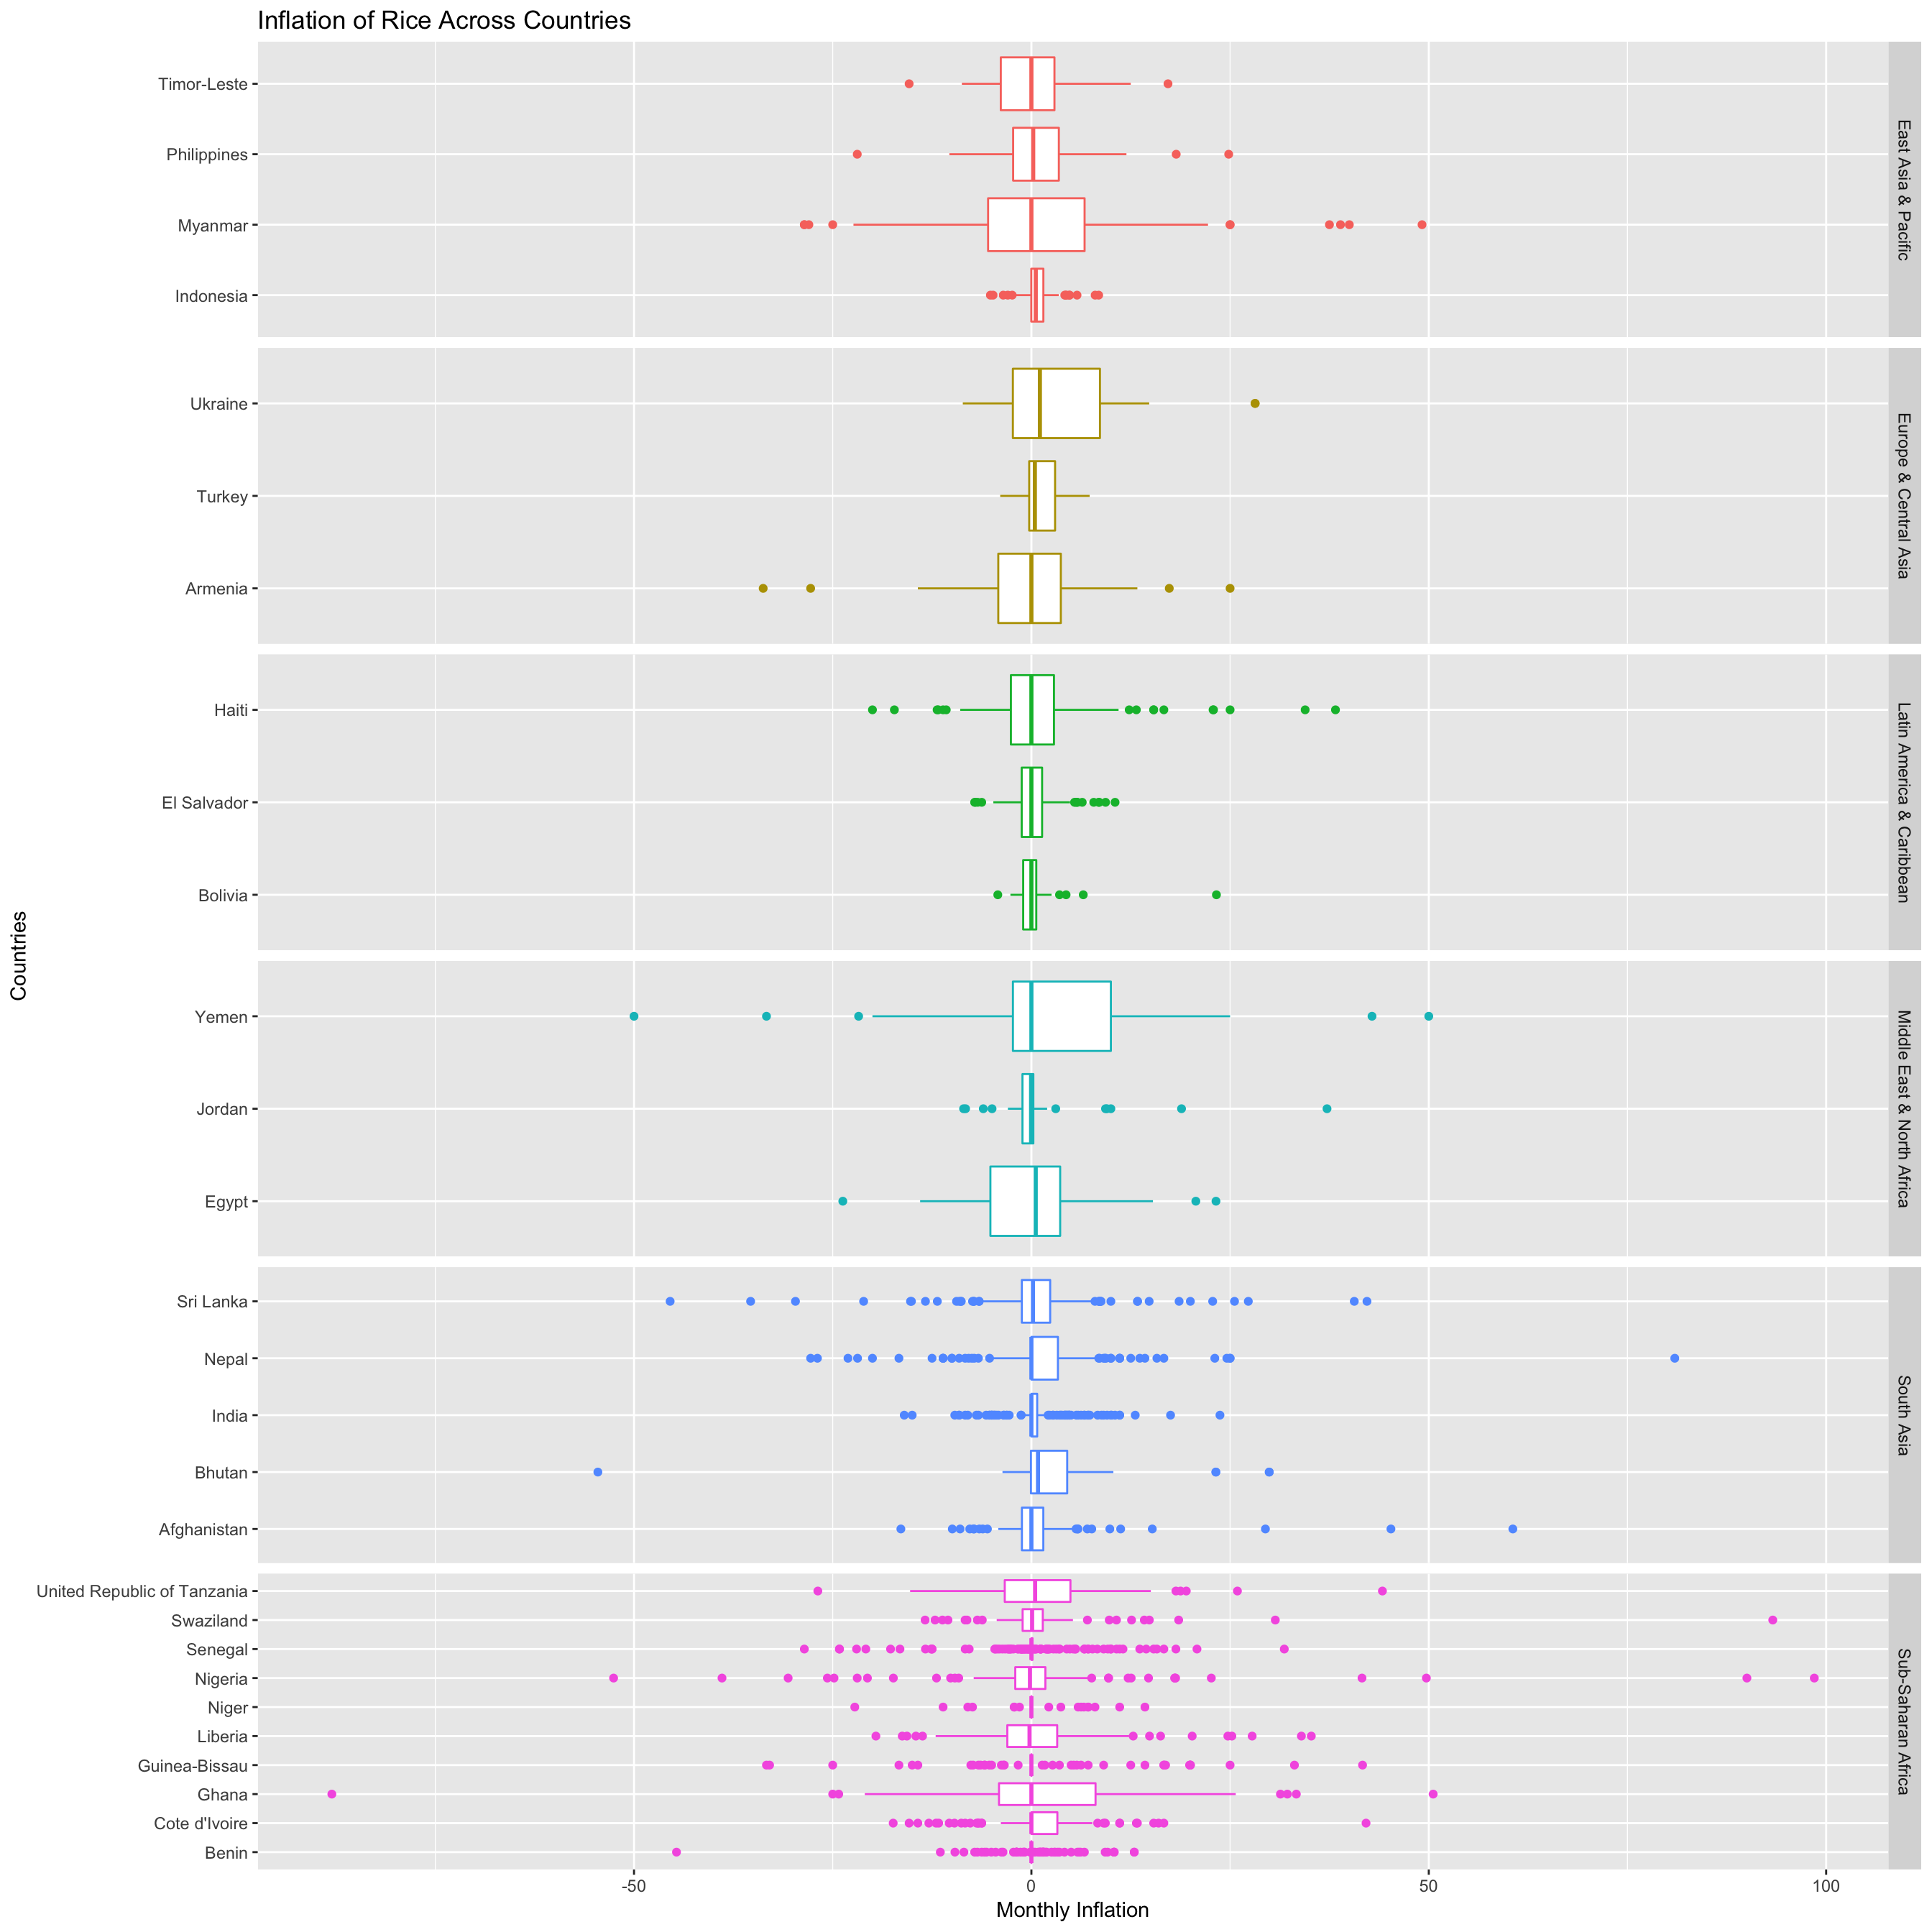 Inflation of Rice Across Countries
Timor-Leste
Philippines
Myanmar
Indonesia
East Asia & Pacific
Ukraine
Turkey
Armenia
Europe & Central Asia
Haiti
El Salvador
Bolivia
Latin America & Caribbean
Countries
Yemen
Jordan
Egypt
Middle East & North Africa
Sri Lanka
Nepal
India
Bhutan
Afghanistan
South Asia
United Republic of Tanzania
Swaziland
Senegal
Nigeria
Niger
Liberia
Guinea-Bissau
Ghana
Cote d'Ivoire
Benin
Sub-Saharan Africa
-50 0 50 100
Monthly Inflation